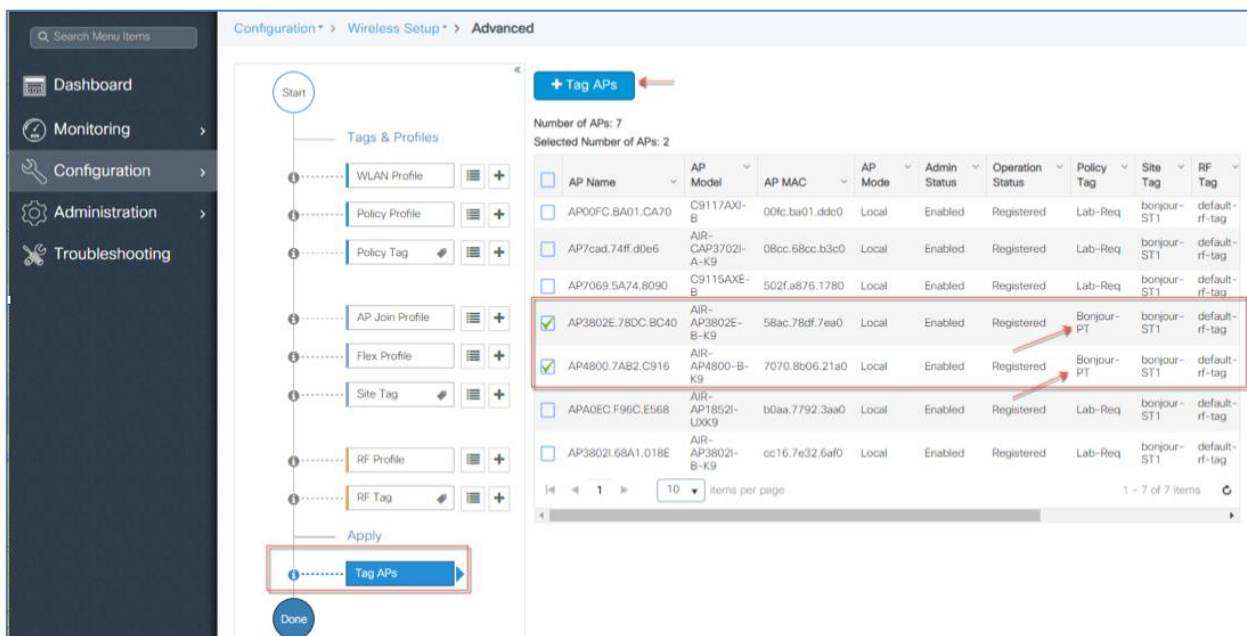 Search Menu Items
Dashboard
Monitoring
Configuration
Administration
Troubleshooting
Configuration > Wireless Setup > Advanced
Start
Tags & Profiles
WLAN Profile
Policy Profile
Policy Tag
AP Join Profile
Flex Profile
Site Tag
RF Profile
RF Tag
Apply
Tag APs
Done
+ Tag APs
Number of APs: 7
Selected Number of APs: 2
AP Name AP Model AP MAC AP Mode Admin Status Operation Status Policy Tag Site Tag RF Tag
AP00FC.BA01.CA70 C9117AXI-B 00fc.ba01.ddc0 Local Enabled Registered Lab-Req bonjour-ST1 default-rf-tag
AP7cad.74ff.d0e6 AIR-CAP3702I-A-K9 08cc.68cc.b3c0 Local Enabled Registered Lab-Req bonjour-ST1 default-rf-tag
AP7069.5A74.8090 C9115AXE-B 502f.a876.1780 Local Enabled Registered Lab-Req bonjour-ST1 default-rf-tag
AP3802E.78DC.BC40 AIR-AP3802E-B-K9 58ac.78df.7ea0 Local Enabled Registered Bonjour-PT bonjour-ST1 default-rf-tag
AP4800.7AB2.C916 AIR-AP4800-B-K9 7070.8b06.21a0 Local Enabled Registered Bonjour-PT bonjour-ST1 default-rf-tag
APA0EC.F96C.E568 AIR-AP1852I-UXK9 b0aa.7792.3aa0 Local Enabled Registered Lab-Req bonjour-ST1 default-rf-tag
AP3802I.68A1.018E AIR-AP3802I-B-K9 cc16.7e32.6af0 Local Enabled Registered Lab-Req bonjour-ST1 default-rf-tag
1 10 items per page 1 - 7 of 7 items